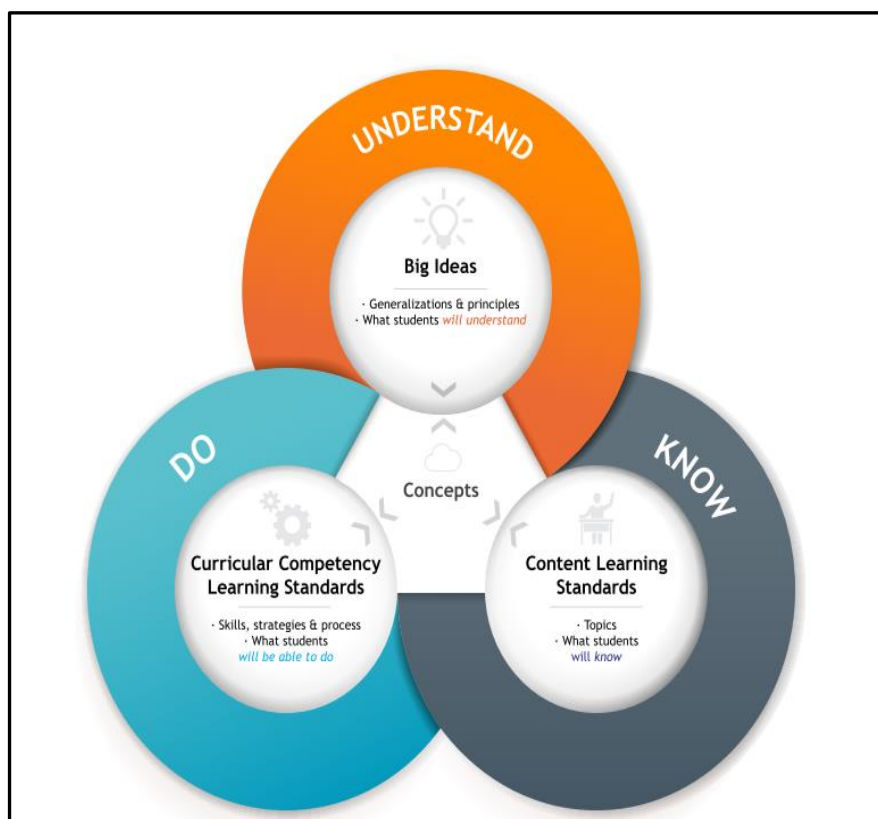 UNDERSTAND
Big Ideas
· Generalizations & principles
· What students will understand
Concepts
DO
Curricular Competency
Learning Standards
· Skills, strategies & process
· What students
will be able to do
KNOW
Content Learning
Standards
· Topics
· What students
will know